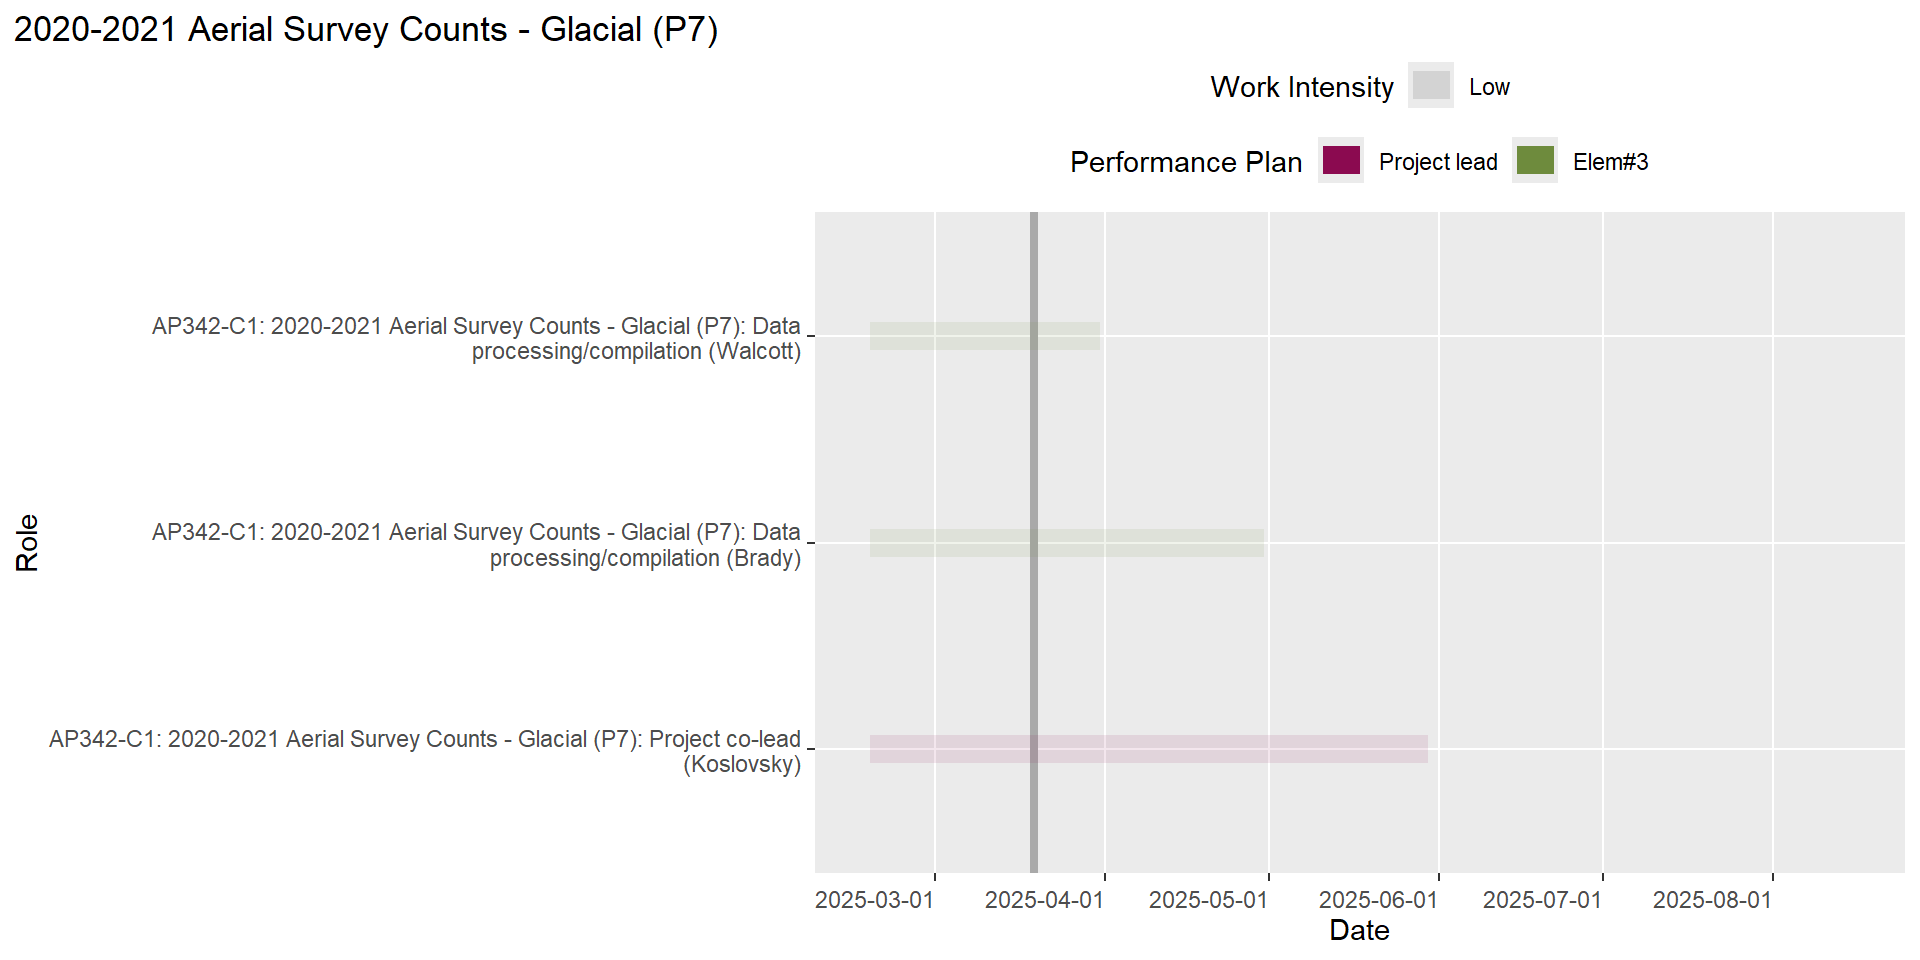 2020-2021 Aerial Survey Counts - Glacial (P7)
Work Intensity Low
Performance Plan Project lead Elem#3
AP342-C1: 2020-2021 Aerial Survey Counts - Glacial (P7): Data
processing/compilation (Walcott)
AP342-C1: 2020-2021 Aerial Survey Counts - Glacial (P7): Data
processing/compilation (Brady)
AP342-C1: 2020-2021 Aerial Survey Counts - Glacial (P7): Project co-lead
(Koslovsky)
Role
2025-03-01 2025-04-01 2025-05-01 2025-06-01 2025-07-01 2025-08-01
Date